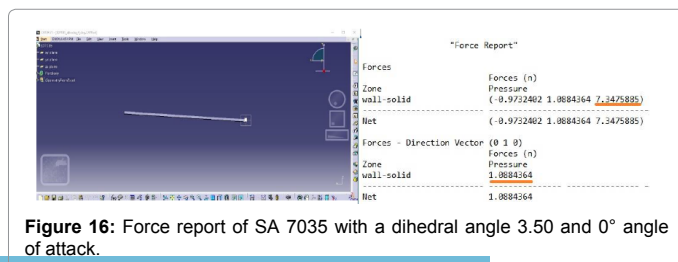 "Force Report"
Forces
Forces (n)
Zone Pressure
wall-solid (-0.9732402 1.0884364 7.3475885)
Net (-0.9732402 1.0884364 7.3475885)
Forces - Direction Vector (0 1 0)
Forces (n)
Zone Pressure
wall-solid 1.0884364
Net 1.0884364
Figure 16: Force report of SA 7035 with a dihedral angle 3.50 and 0° angle
of attack.